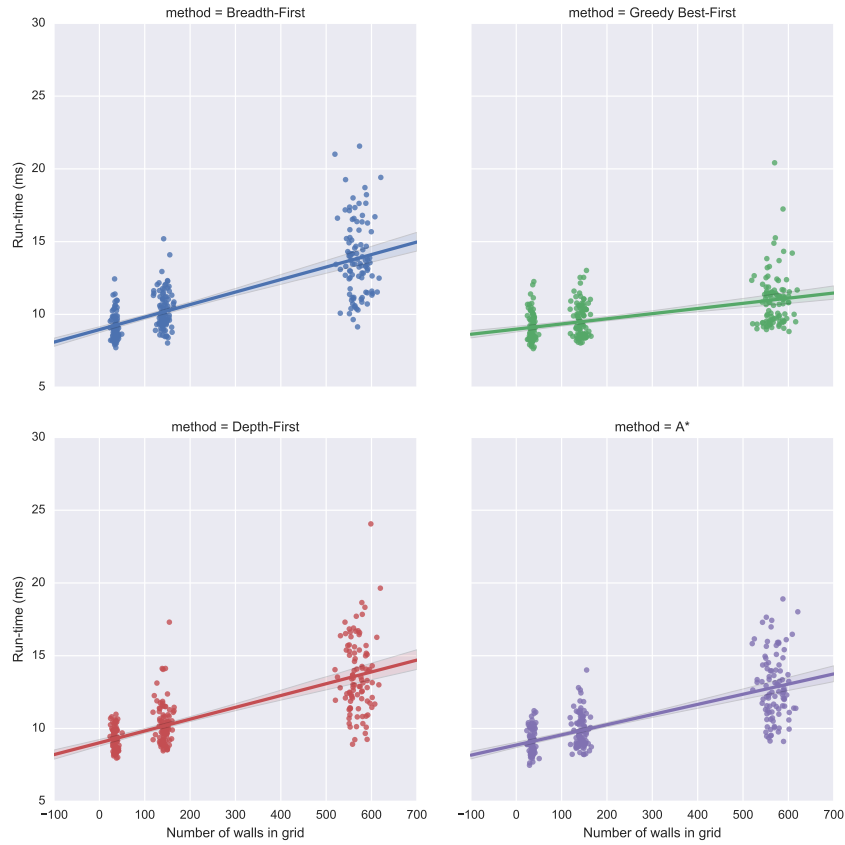 method = Breadth-First
method = Greedy Best-First
30
25
20
15
10
5
Run-time (ms)
method = Depth-First
method = A*
30
25
20
15
10
5
Run-time (ms)
−100 0 100 200 300 400 500 600 700
−100 0 100 200 300 400 500 600 700
Number of walls in grid
Number of walls in grid